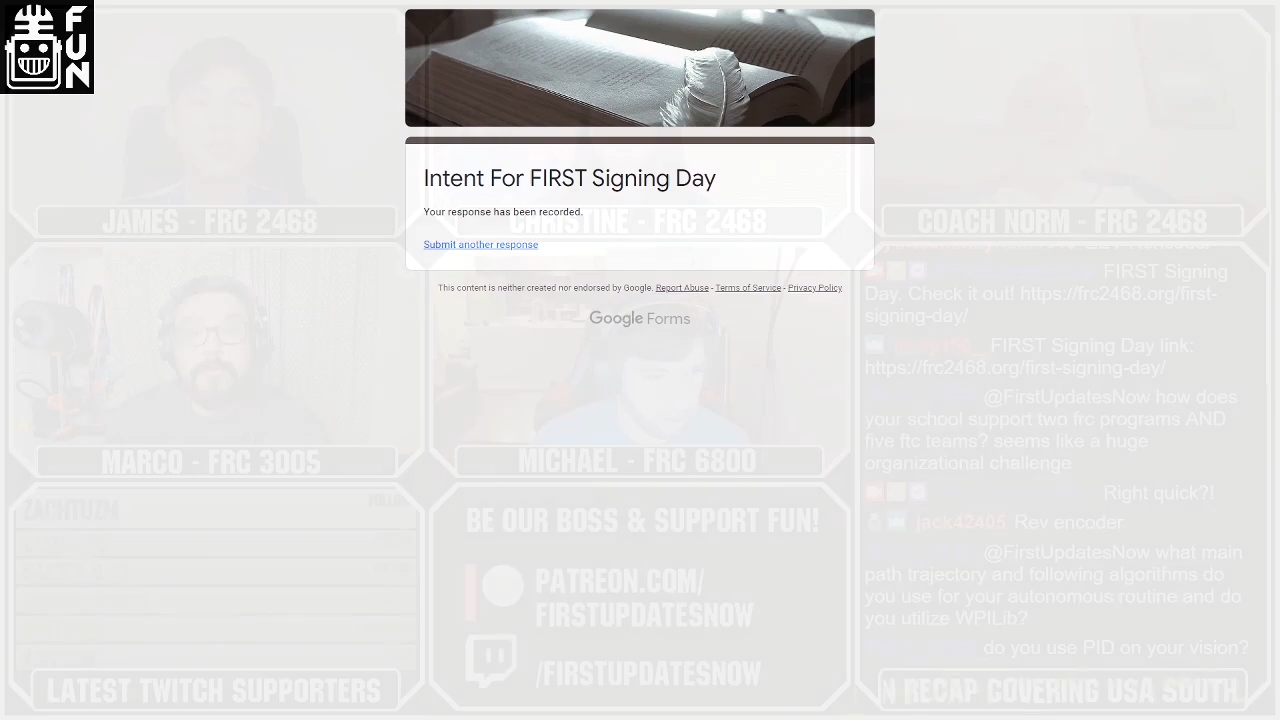 FUN
Intent For FIRST Signing Day
Your response has been recorded.
Submit another response
This content is neither created nor endorsed by Google. Report Abuse - Terms of Service - Privacy Policy
Google Forms
JAMES - FRC 2468
CHRISTINE - FRC 2468
COACH NORM - FRC 2468
MARCO - FRC 3005
MICHAEL - FRC 6800
FIRST Signing
Day. Check it out! https://frc2468.org/first-
signing-day/
FIRST Signing Day link:
https://frc2468.org/first-signing-day/
@FirstUpdatesNow how does
your school support two frc programs AND
five ftc teams? seems like a huge
organizational challenge
Right quick?!
jack42405 Rev encoder
@FirstUpdatesNow what main
path trajectory and following algorithms do
you use for your autonomous routine and do
you utilize WPILib?
do you use PID on your vision?
BE OUR BOSS & SUPPORT FUN!
PATREON.COM/
FIRSTUPDATESNOW
/FIRSTUPDATESNOW
LATEST TWITCH SUPPORTERS
N RECAP COVERING USA SOUTH